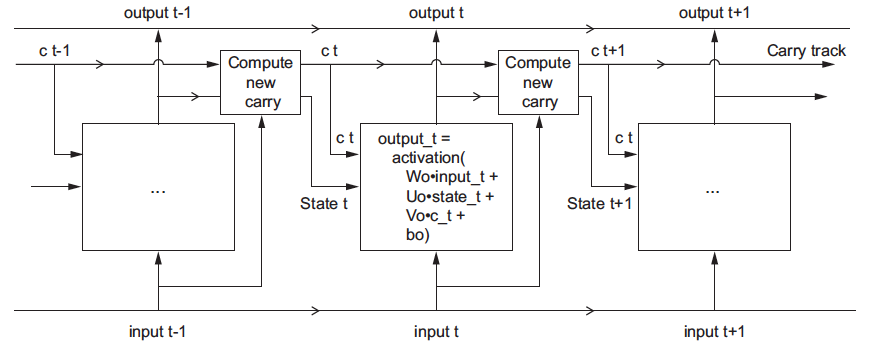 output t-1
output t
output t+1
c t-1
c t
c t+1
Carry track
Compute
new
carry
Compute
new
carry
c t
c t
output_t =
activation(
Wo•input_t +
Uo•state_t +
Vo•c_t +
bo)
...
...
State t
State t+1
input t-1
input t
input t+1